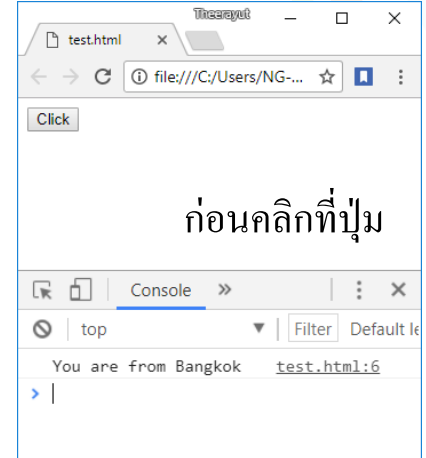 Theerayut
test.html
file:///C:/Users/NG-...
Click
ก่อนคลิกที่ปุ่ม
Console
top
Filter
Default le
You are from Bangkok test.html:6